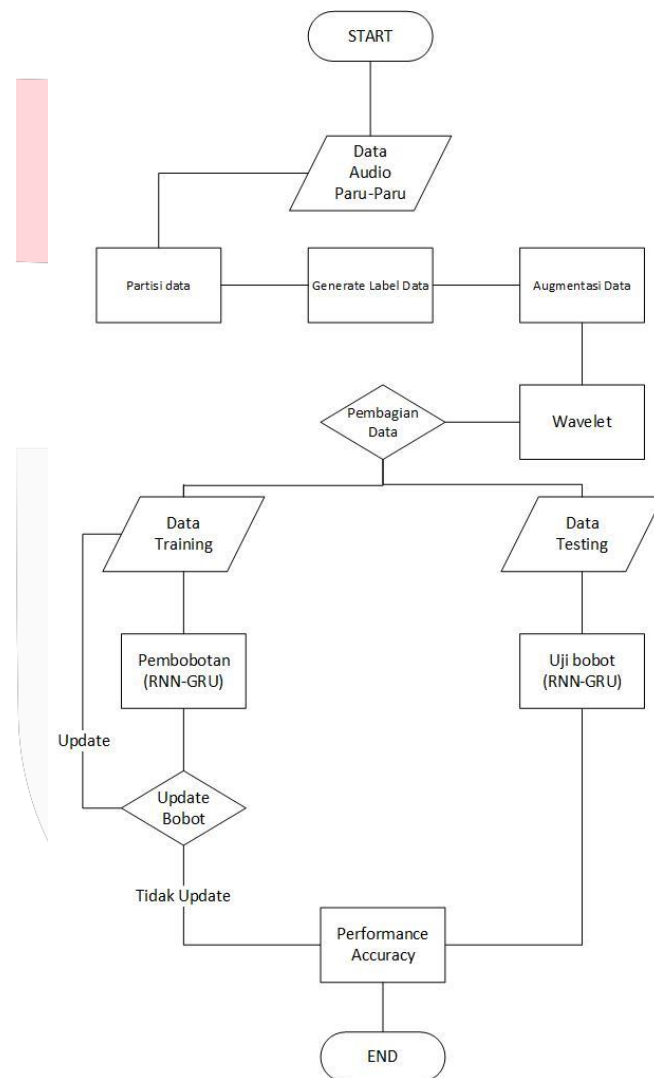 START
Data
Audio
Paru-Paru
Partisi data
Generate Label Data
Augmentasi Data
Wavelet
Pembagian
Data
Data
Training
Data
Testing
Pembobotan
(RNN-GRU)
Uji bobot
(RNN-GRU)
Update
Update
Bobot
Tidak Update
Performance
Accuracy
END